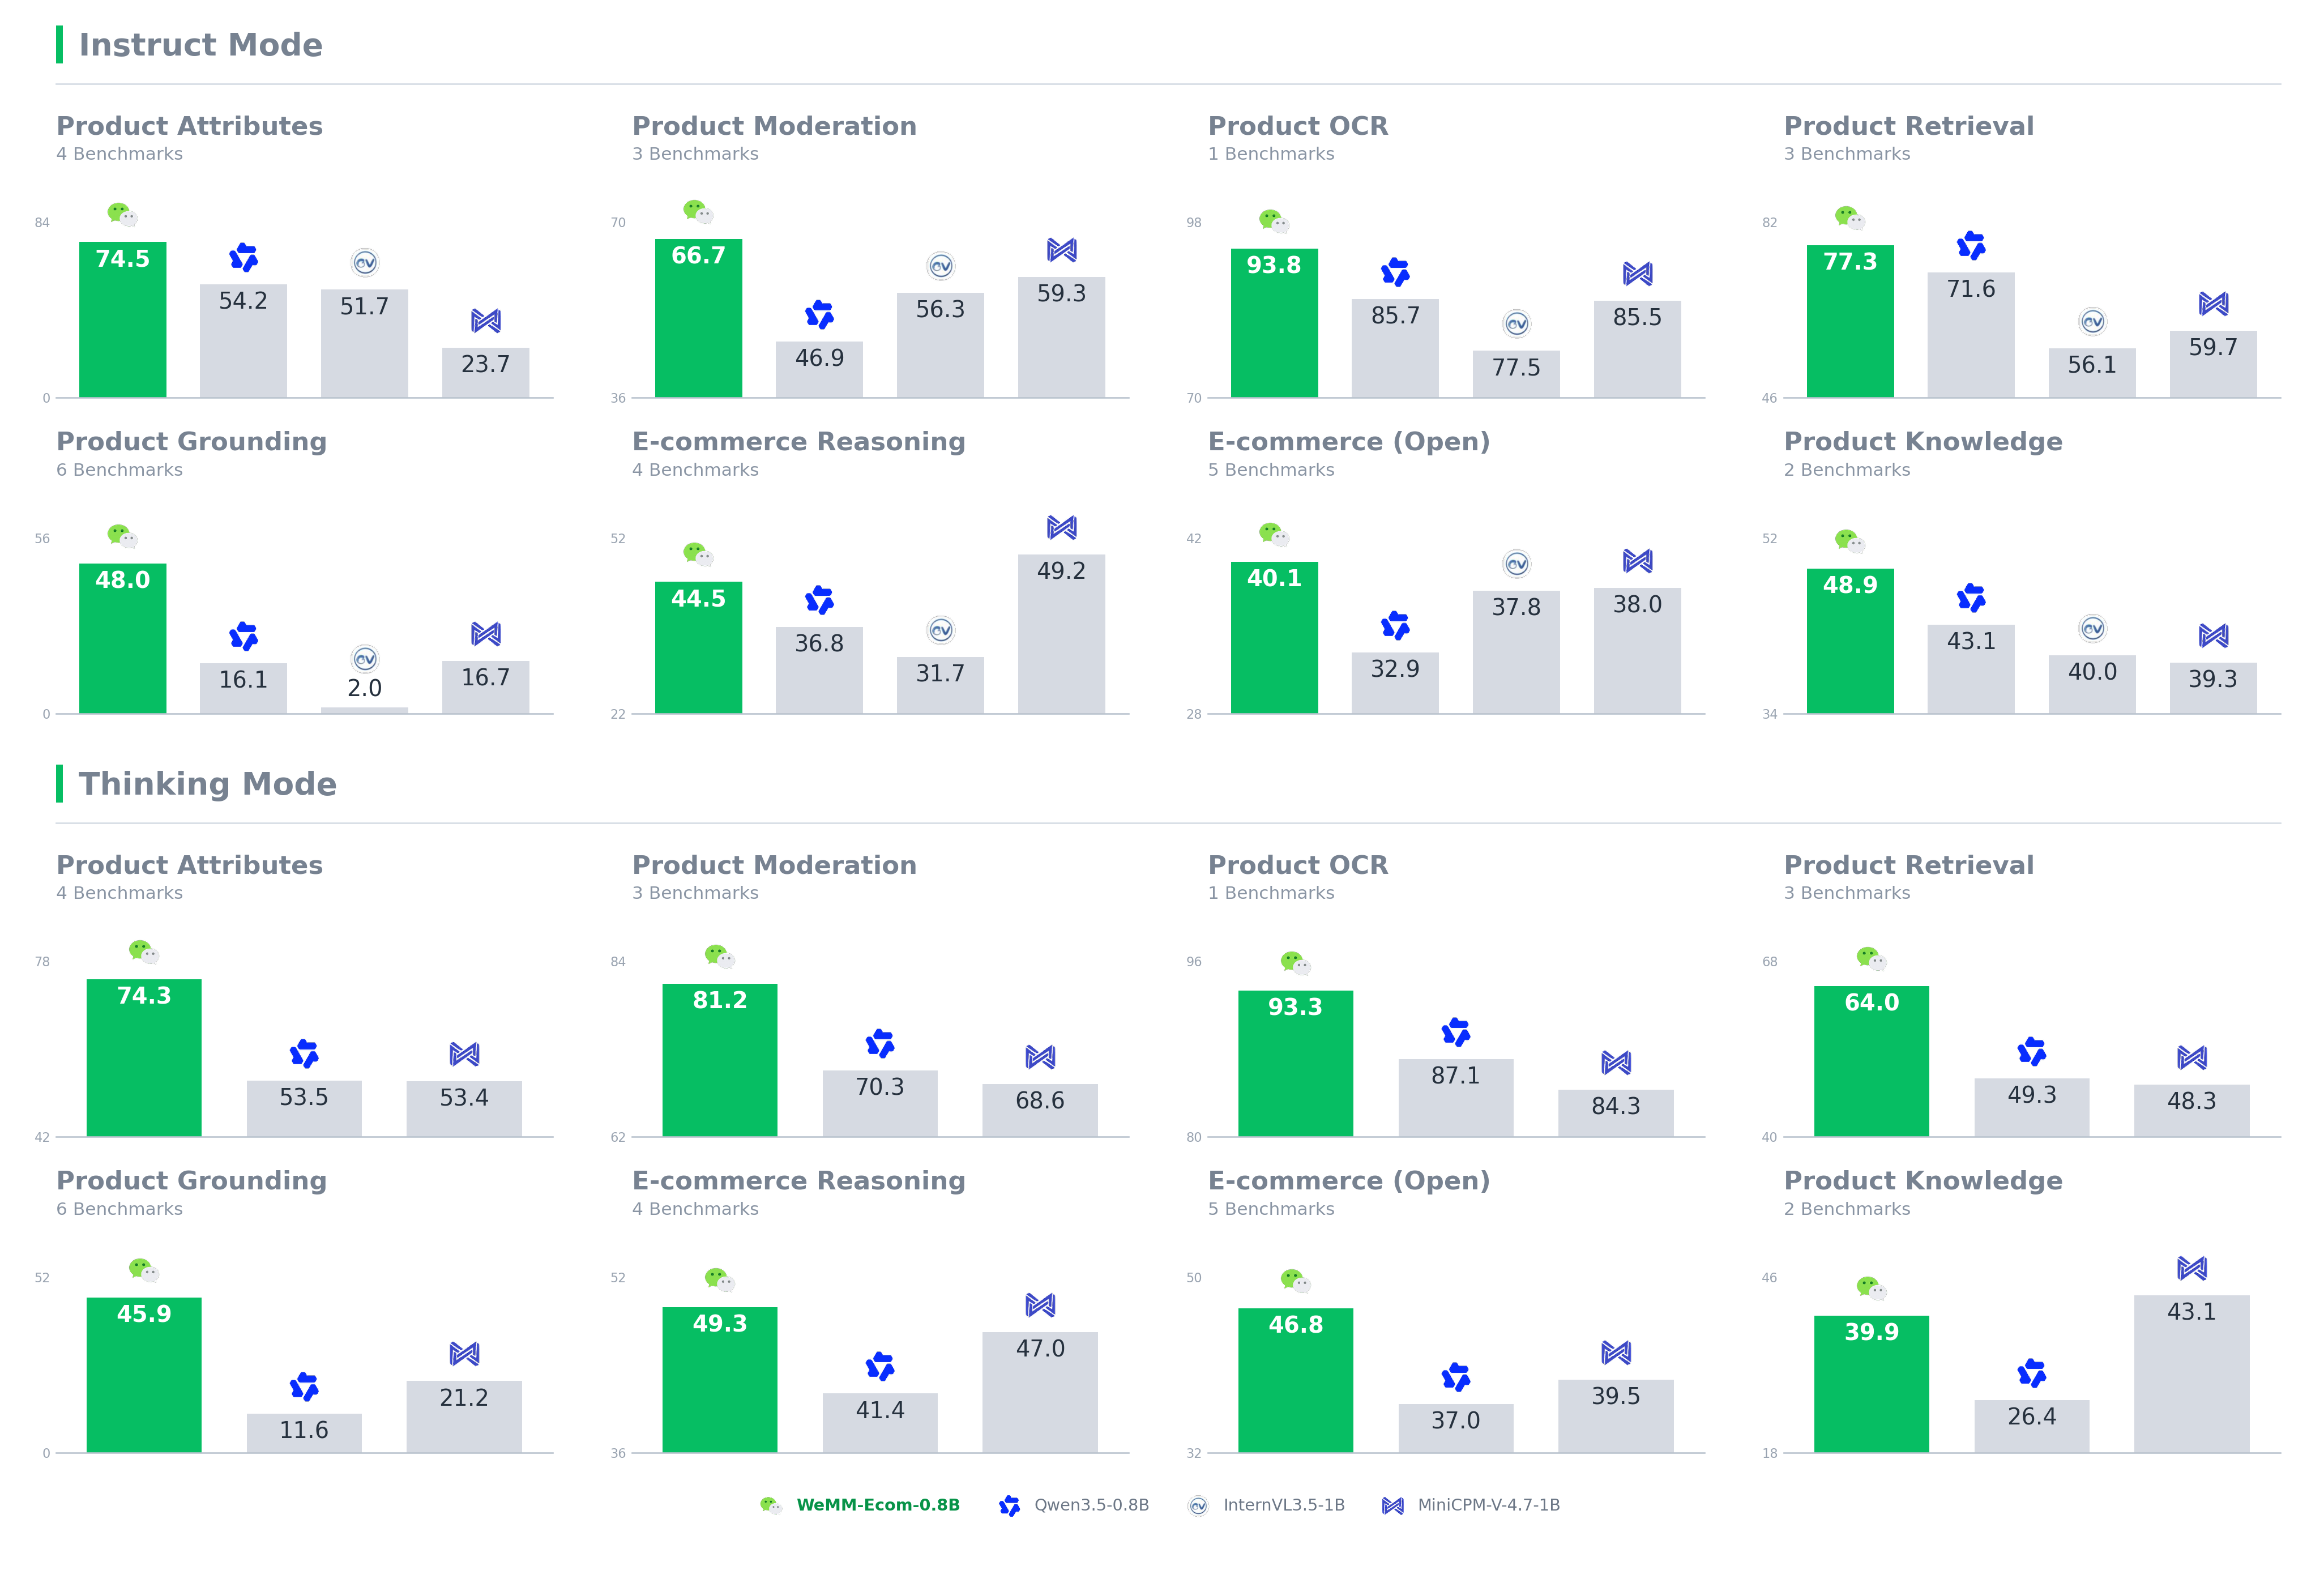 Instruct Mode
Product Attributes
4 Benchmarks
84
0
74.5
54.2
51.7
23.7
Product Moderation
3 Benchmarks
70
36
66.7
46.9
56.3
59.3
Product OCR
1 Benchmarks
98
70
93.8
85.7
77.5
85.5
Product Retrieval
3 Benchmarks
82
46
77.3
71.6
56.1
59.7
Product Grounding
6 Benchmarks
56
0
48.0
16.1
2.0
16.7
E-commerce Reasoning
4 Benchmarks
52
22
44.5
36.8
31.7
49.2
E-commerce (Open)
5 Benchmarks
42
28
40.1
32.9
37.8
38.0
Product Knowledge
2 Benchmarks
52
34
48.9
43.1
40.0
39.3
Thinking Mode
Product Attributes
4 Benchmarks
78
42
74.3
53.5
53.4
Product Moderation
3 Benchmarks
84
62
81.2
70.3
68.6
Product OCR
1 Benchmarks
96
80
93.3
87.1
84.3
Product Retrieval
3 Benchmarks
68
40
64.0
49.3
48.3
Product Grounding
6 Benchmarks
52
0
45.9
11.6
21.2
E-commerce Reasoning
4 Benchmarks
52
36
49.3
41.4
47.0
E-commerce (Open)
5 Benchmarks
50
32
46.8
37.0
39.5
Product Knowledge
2 Benchmarks
46
18
39.9
26.4
43.1
WeMM-Ecom-0.8B
Qwen3.5-0.8B
InternVL3.5-1B
MiniCPM-V-4.7-1B